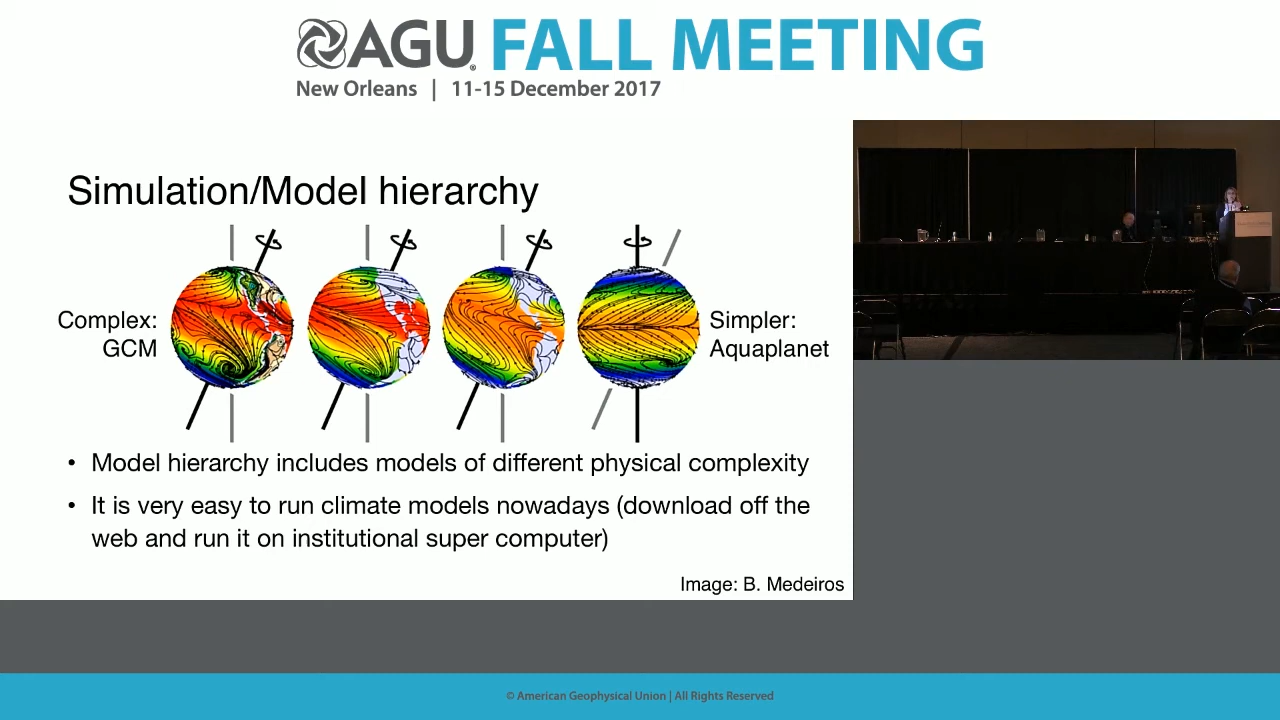 AGU FALL MEETING
New Orleans | 11-15 December 2017
Simulation/Model hierarchy
Complex:
GCM
Simpler:
Aquaplanet
• Model hierarchy includes models of different physical complexity
• It is very easy to run climate models nowadays (download off the
web and run it on institutional super computer)
Image: B. Medeiros
© American Geophysical Union | All Rights Reserved